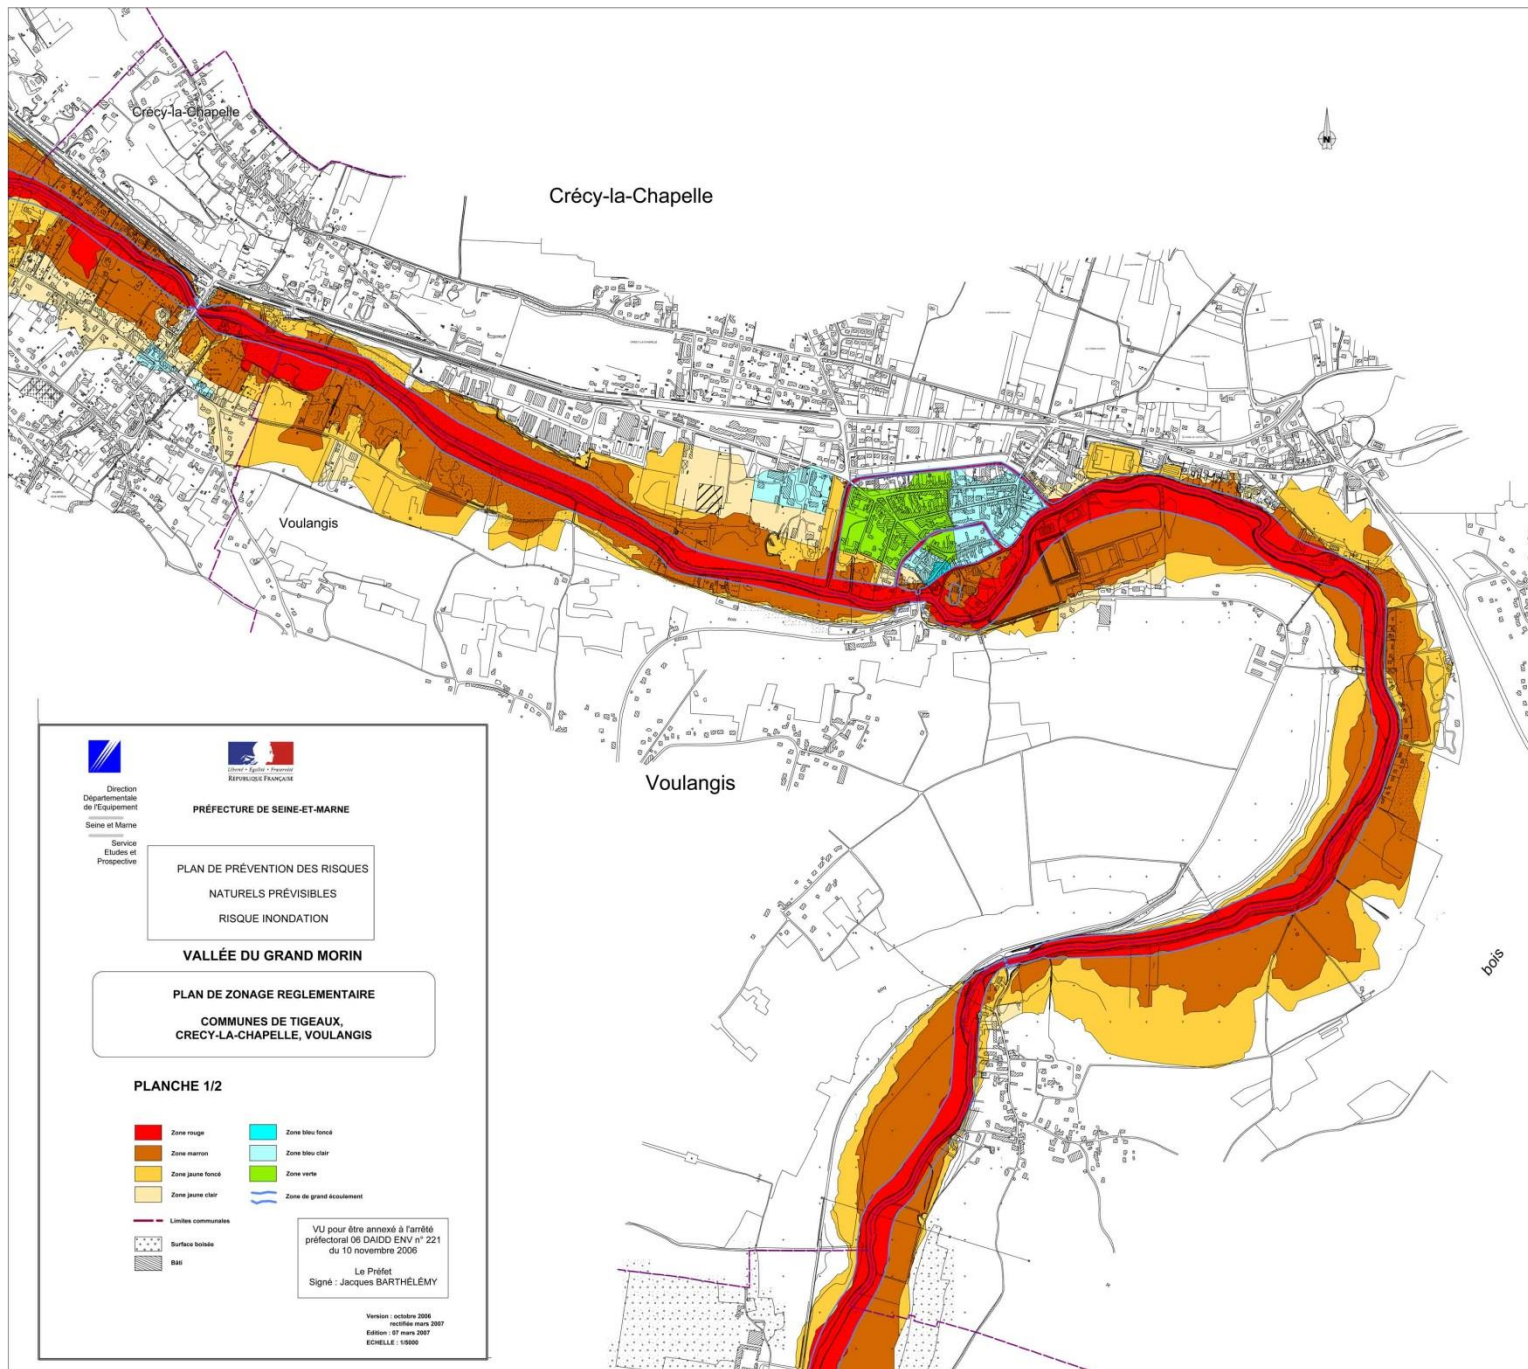 Crécy-la-Chapelle
Crécy-la-Chapelle
N
Voulangis
Voulangis
bois
Direction
Départementale
de l'Equipement
Seine et Marne
Service
Etudes et
Prospective
Liberté • Égalité • Fraternité
RÉPUBLIQUE FRANÇAISE
PRÉFECTURE DE SEINE-ET-MARNE
PLAN DE PRÉVENTION DES RISQUES
NATURELS PRÉVISIBLES
RISQUE INONDATION
VALLÉE DU GRAND MORIN
PLAN DE ZONAGE REGLEMENTAIRE
COMMUNES DE TIGEAUX,
CRECY-LA-CHAPELLE, VOULANGIS
PLANCHE 1/2
Zone rouge
Zone marron
Zone jaune foncé
Zone jaune clair
Zone bleu foncé
Zone bleu clair
Zone verte
Zone de grand écoulement
Limites communales
Surface boisée
Bâti
VU pour être annexé à l'arrêté
préfectoral 06 DAIDD ENV n° 221
du 10 novembre 2006
Le Préfet
Signé : Jacques BARTHÉLÉMY
Version : octobre 2006
rectifiée mars 2007
Edition : 07 mars 2007
ECHELLE : 1/5000